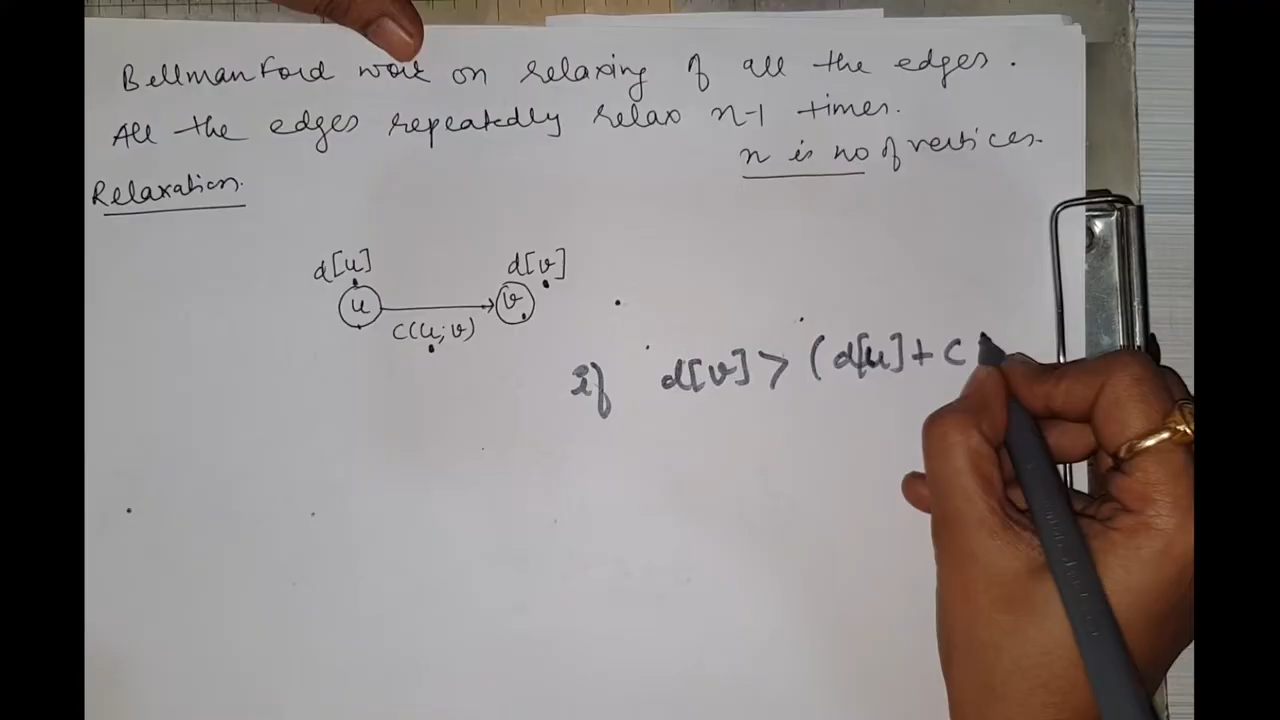 Bellman Ford work on relaxing of all the edges.
All the edges repeatedly relax n-1 times.
n is no of vertices.
Relaxation.
d[u] d[v]
u v
c(u,v)
if d[v] > (d[u] + c